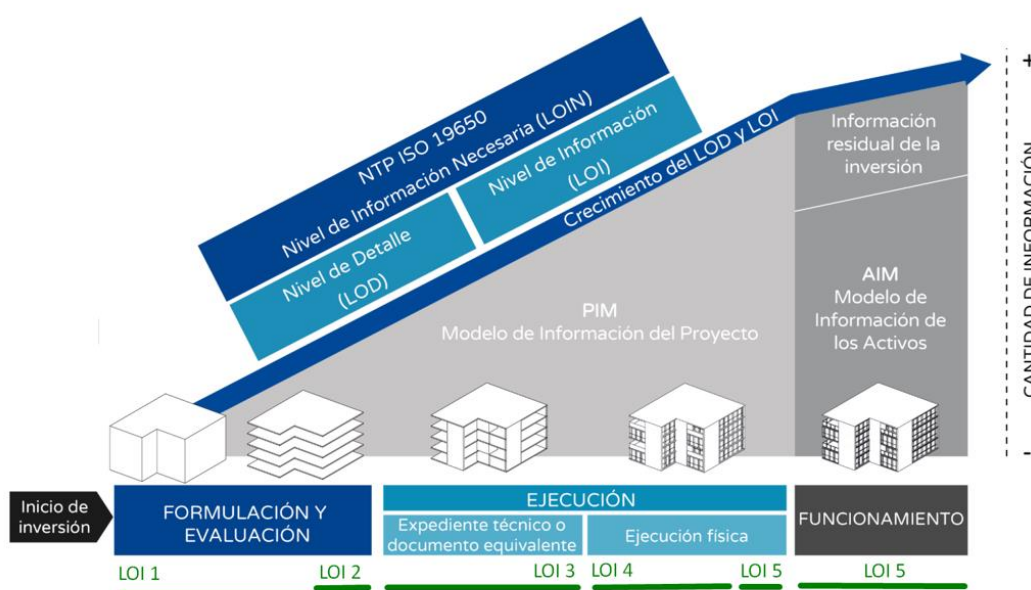 NTP ISO 19650
Nivel de Información Necesaria (LOIN)
Nivel de Detalle
(LOD)
Nivel de Información
(LOI)
Crecimiento del LOD y LOI
Información
residual de la
inversión
PIM
Modelo de Información del Proyecto
AIM
Modelo de
Información de
los Activos
+
CANTIDAD DE INFORMACIÓN
-
Inicio de
inversión
FORMULACIÓN Y
EVALUACIÓN
EJECUCIÓN
Expediente técnico o
documento equivalente
Ejecución física
FUNCIONAMIENTO
LOI 1
LOI 2
LOI 3
LOI 4
LOI 5
LOI 5